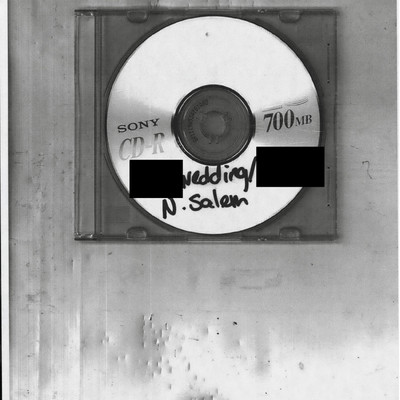 SONY
CD-R
700MB
wedding/
N. Salem